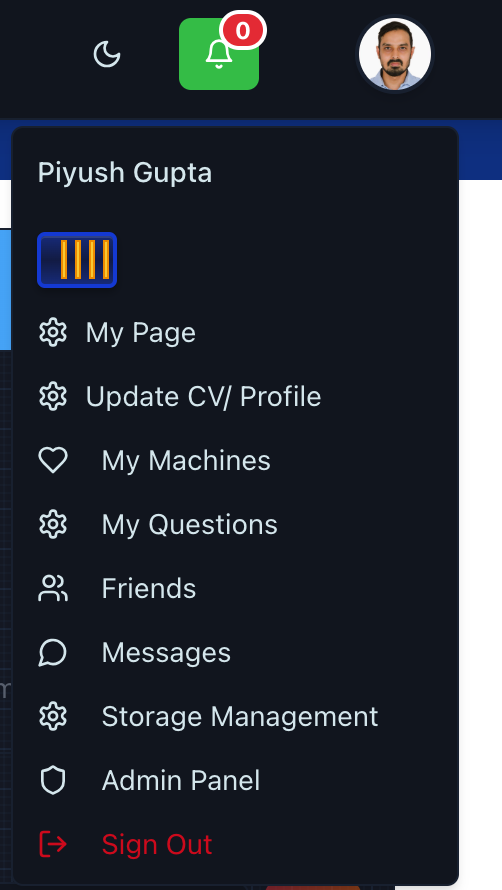 0
Piyush Gupta
My Page
Update CV/ Profile
My Machines
My Questions
Friends
Messages
Storage Management
Admin Panel
Sign Out